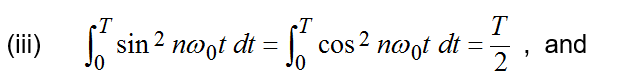 (iii) ∫₀ᵀ sin² nω₀t dt = ∫₀ᵀ cos² nω₀t dt = T/2 , and